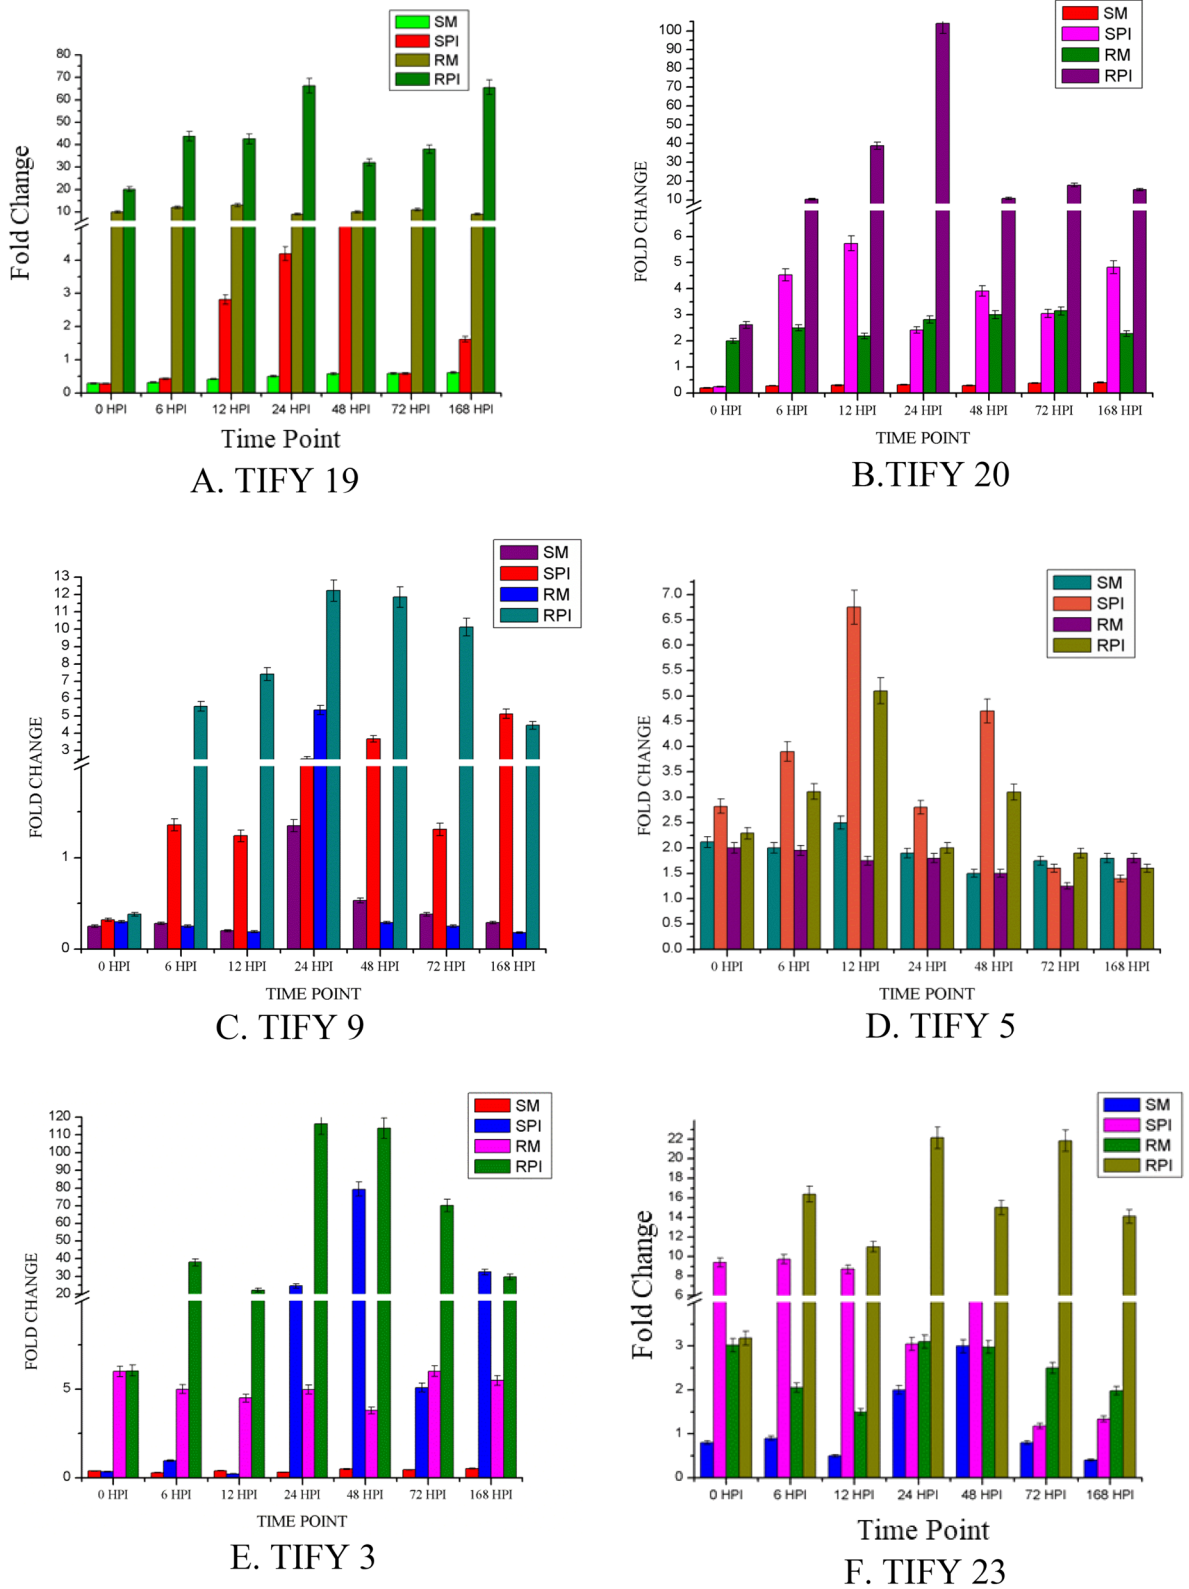 SM
SPI
RM
RPI
80
70
60
50
40
30
20
10
4
3
2
1
0
Fold Change
0 HPI 6 HPI 12 HPI 24 HPI 48 HPI 72 HPI 168 HPI
Time Point
A. TIFY 19
SM
SPI
RM
RPI
100
90
80
70
60
50
40
30
20
10
6
5
4
3
2
1
0
FOLD CHANGE
0 HPI 6 HPI 12 HPI 24 HPI 48 HPI 72 HPI 168 HPI
TIME POINT
B.TIFY 20
SM
SPI
RM
RPI
13
12
11
10
9
8
7
6
5
4
3
1
0
FOLD CHANGE
0 HPI 6 HPI 12 HPI 24 HPI 48 HPI 72 HPI 168 HPI
TIME POINT
C. TIFY 9
SM
SPI
RM
RPI
7.0
6.5
6.0
5.5
5.0
4.5
4.0
3.5
3.0
2.5
2.0
1.5
1.0
0.5
0.0
FOLD CHANGE
0 HPI 6 HPI 12 HPI 24 HPI 48 HPI 72 HPI 168 HPI
TIME POINT
D. TIFY 5
SM
SPI
RM
RPI
120
110
100
90
80
70
60
50
40
30
20
5
0
FOLD CHANGE
0 HPI 6 HPI 12 HPI 24 HPI 48 HPI 72 HPI 168 HPI
TIME POINT
E. TIFY 3
SM
SPI
RM
RPI
22
20
18
16
14
12
10
8
6
3
2
1
0
Fold Change
0 HPI 6 HPI 12 HPI 24 HPI 48 HPI 72 HPI 168 HPI
Time Point
F. TIFY 23